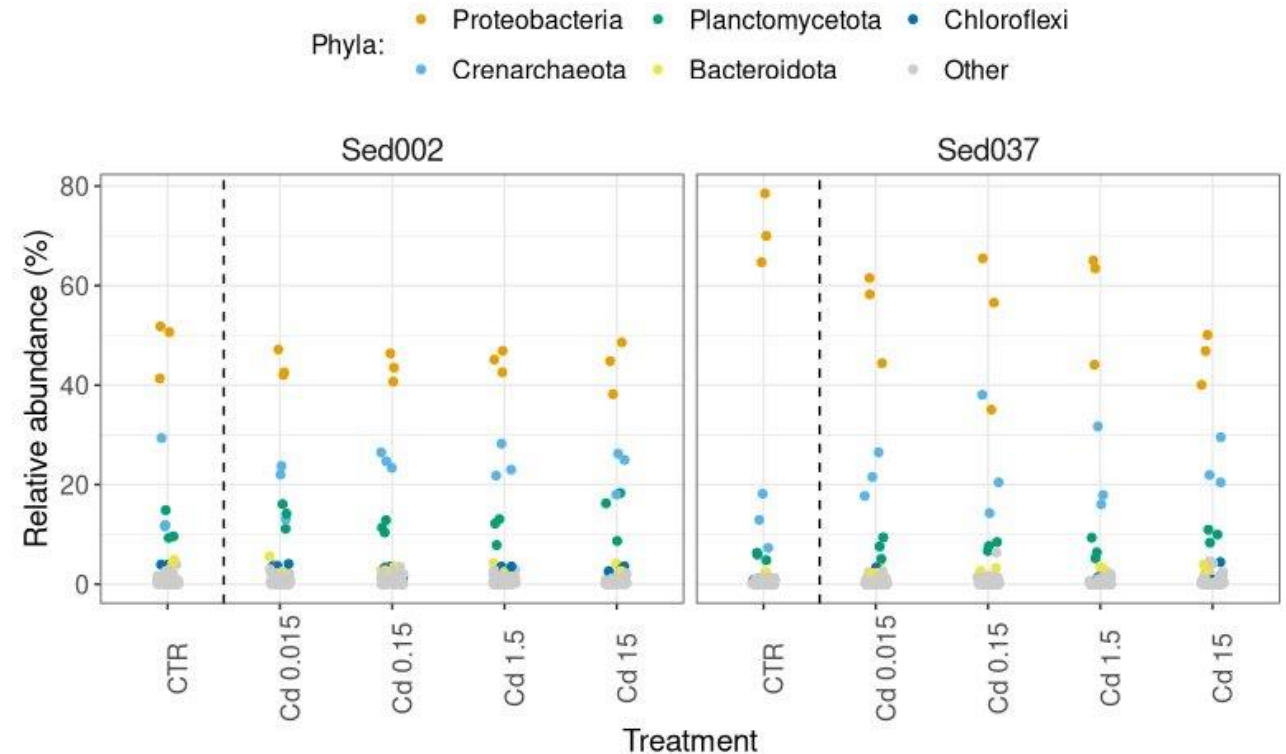 Phyla:
Proteobacteria Planctomycetota Chloroflexi
Crenarchaeota Bacteroidota Other
Sed002 Sed037
Relative abundance (%)
80
60
40
20
0
CTR Cd 0.015 Cd 0.15 Cd 1.5 Cd 15 CTR Cd 0.015 Cd 0.15 Cd 1.5 Cd 15
Treatment